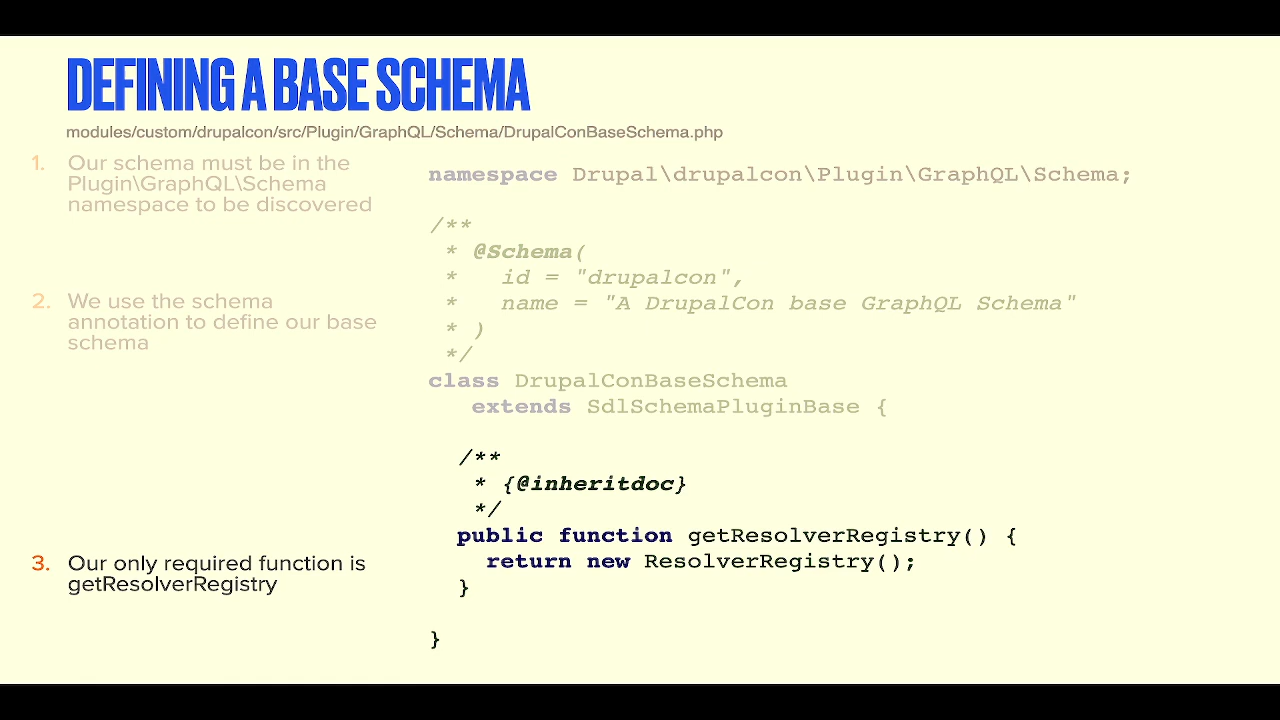 DEFINING A BASE SCHEMA
modules/custom/drupalcon/src/Plugin/GraphQL/Schema/DrupalConBaseSchema.php
1. Our schema must be in the
Plugin\GraphQL\Schema
namespace to be discovered
2. We use the schema
annotation to define our base
schema
3. Our only required function is
getResolverRegistry
namespace Drupal\drupalcon\Plugin\GraphQL\Schema;
/**
* @Schema(
*   id = "drupalcon",
*   name = "A DrupalCon base GraphQL Schema"
* )
*/
class DrupalConBaseSchema
extends SdlSchemaPluginBase {
/**
* {@inheritdoc}
*/
public function getResolverRegistry() {
return new ResolverRegistry();
}
}